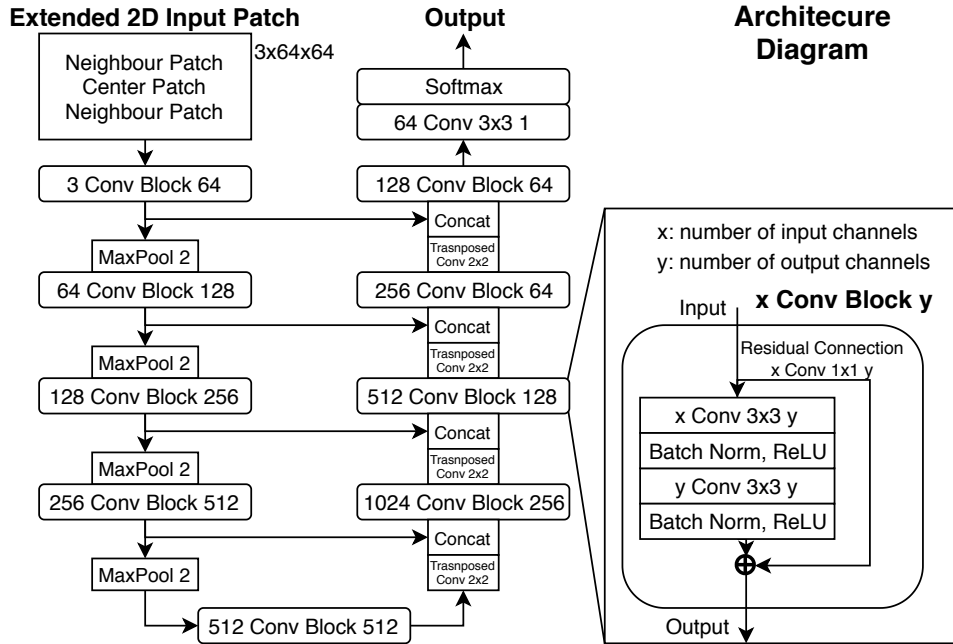 Extended 2D Input Patch
3x64x64
Neighbour Patch
Center Patch
Neighbour Patch
3 Conv Block 64
MaxPool 2
64 Conv Block 128
MaxPool 2
128 Conv Block 256
MaxPool 2
256 Conv Block 512
MaxPool 2
512 Conv Block 512
Output
Softmax
64 Conv 3x3 1
128 Conv Block 64
Concat
Trasnposed
Conv 2x2
256 Conv Block 64
Concat
Trasnposed
Conv 2x2
512 Conv Block 128
Concat
Trasnposed
Conv 2x2
1024 Conv Block 256
Concat
Trasnposed
Conv 2x2
Architecure
Diagram
x: number of input channels
y: number of output channels
x Conv Block y
Input
Residual Connection
x Conv 1x1 y
x Conv 3x3 y
Batch Norm, ReLU
y Conv 3x3 y
Batch Norm, ReLU
Output